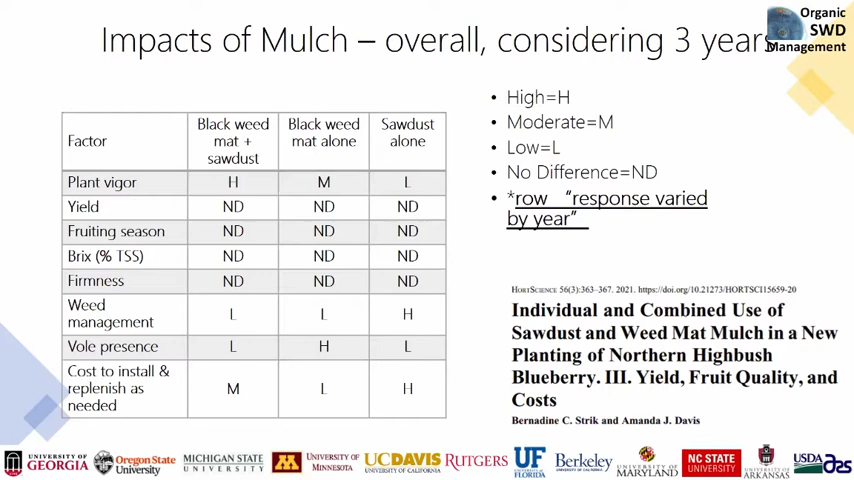 Organic
SWD
Management
Impacts of Mulch – overall, considering 3 years
Factor | Black weed mat + sawdust | Black weed mat alone | Sawdust alone
Plant vigor | H | M | L
Yield | ND | ND | ND
Fruiting season | ND | ND | ND
Brix (% TSS) | ND | ND | ND
Firmness | ND | ND | ND
Weed management | L | L | H
Vole presence | L | H | L
Cost to install & replenish as needed | M | L | H
• High=H
• Moderate=M
• Low=L
• No Difference=ND
• *row “response varied
by year”
HORTSCIENCE 56(3):363–367. 2021. https://doi.org/10.21273/HORTSCI15659-20
Individual and Combined Use of
Sawdust and Weed Mat Mulch in a New
Planting of Northern Highbush
Blueberry. III. Yield, Fruit Quality, and
Costs
Bernadine C. Strik and Amanda J. Davis
UNIVERSITY OF GEORGIA
Oregon State University
MICHIGAN STATE UNIVERSITY
UNIVERSITY OF MINNESOTA
UCDAVIS UNIVERSITY OF CALIFORNIA
RUTGERS
UF UNIVERSITY of FLORIDA
Berkeley UNIVERSITY OF CALIFORNIA
UNIVERSITY OF MARYLAND
NC STATE UNIVERSITY
UNIVERSITY OF ARKANSAS
USDA ars